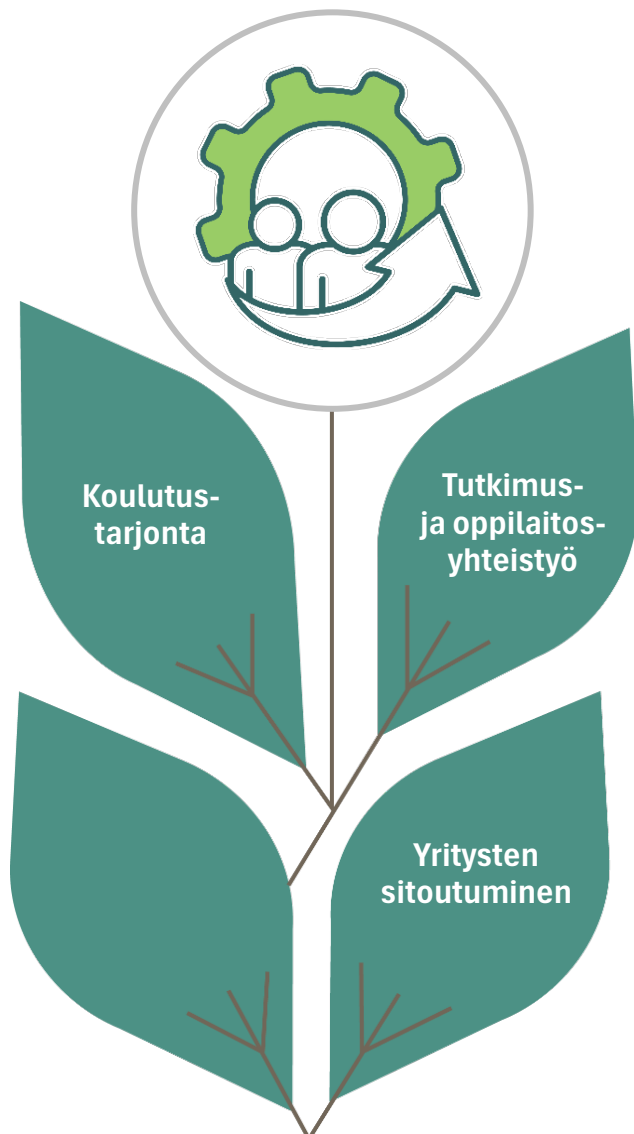 Koulutus-
tarjonta
Tutkimus-
ja oppilaitos-
yhteistyö
Yritysten
sitoutuminen